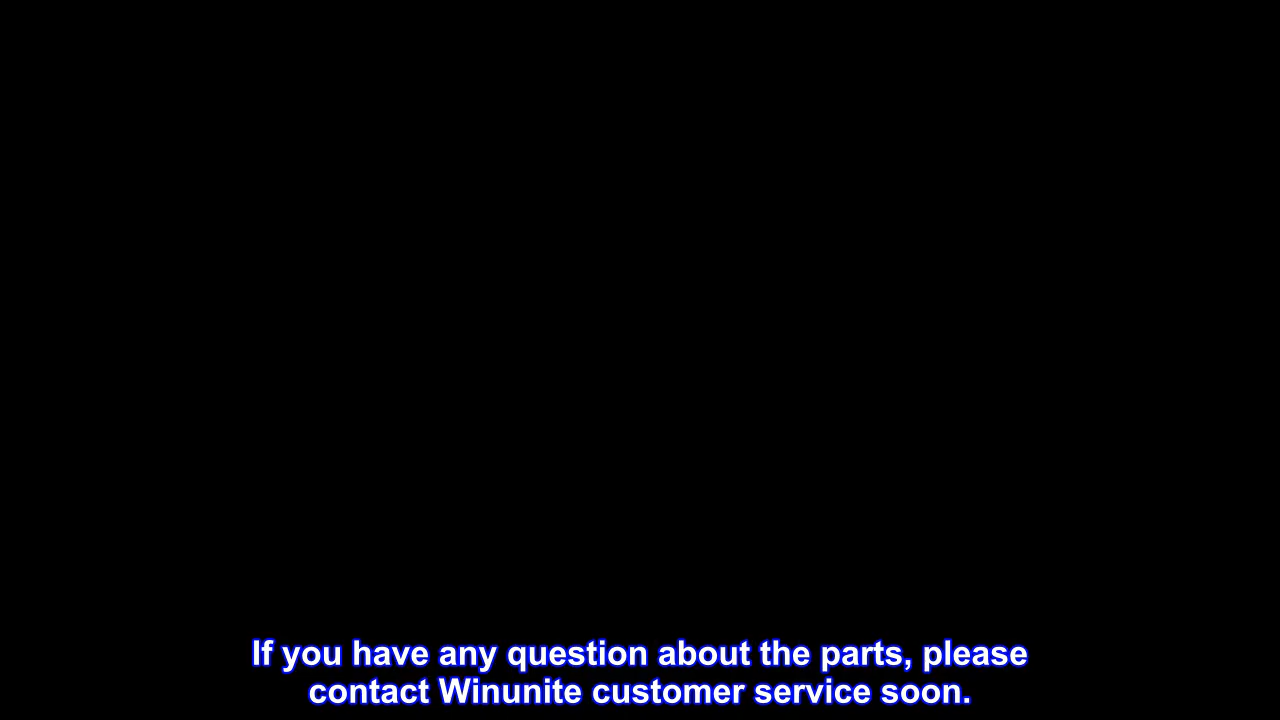 If you have any question about the parts, please
contact Winunite customer service soon.